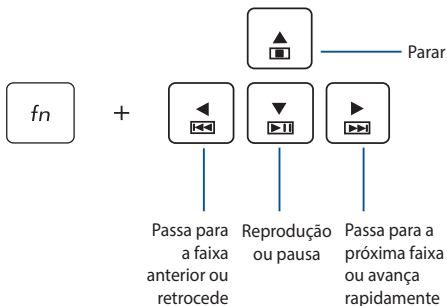 Parar
fn +
Passa para
a faixa
anterior ou
retrocede
Reprodução
ou pausa
Passa para a
próxima faixa
ou avança
rapidamente